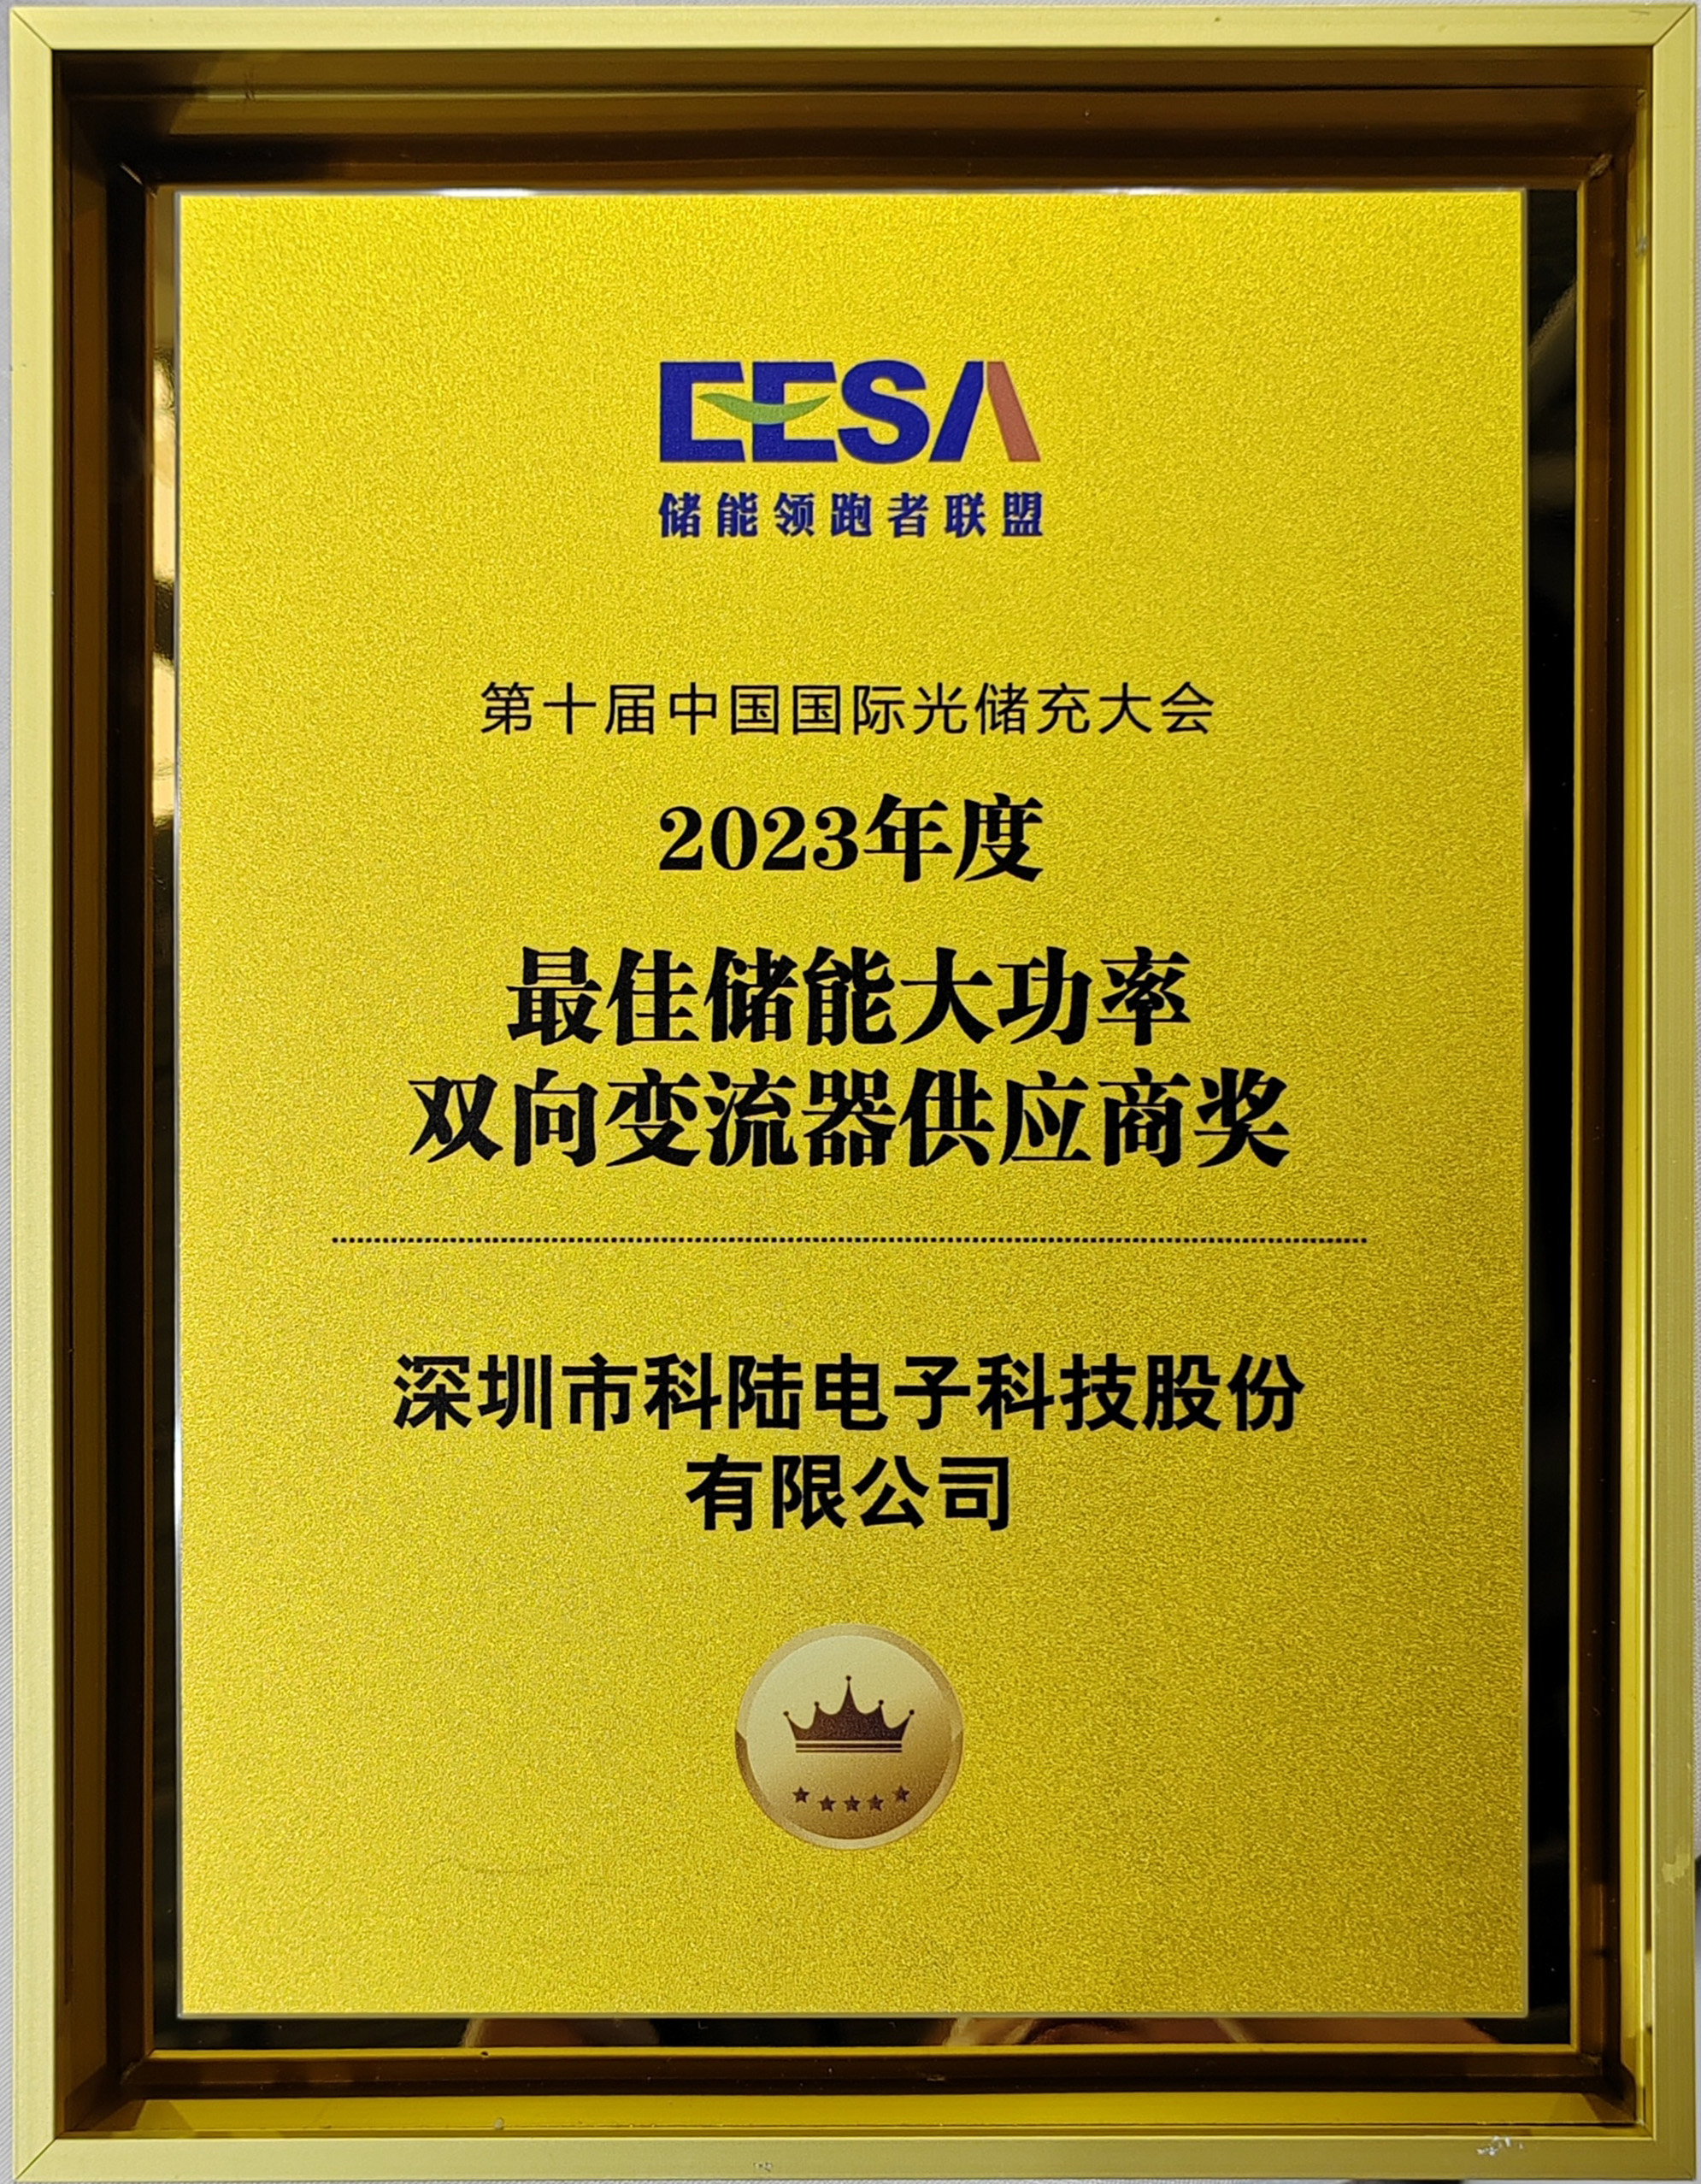 EESA
储能领跑者联盟
第十届中国国际光储充大会
2023年度
最佳储能大功率
双向变流器供应商奖
深圳市科陆电子科技股份
有限公司